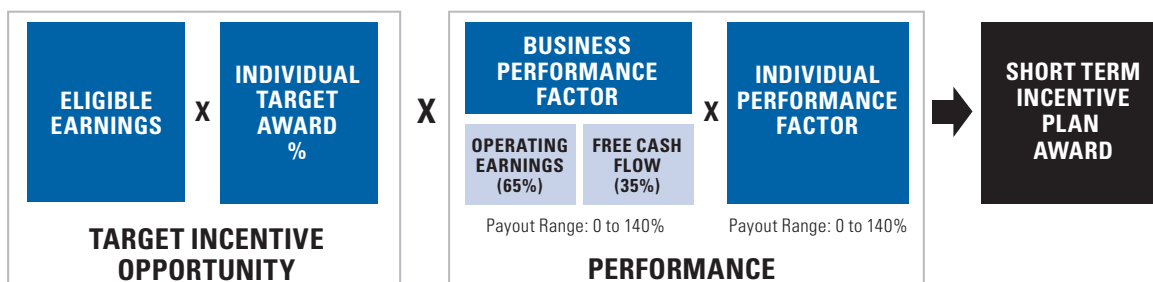 ELIGIBLE
EARNINGS
X
INDIVIDUAL
TARGET
AWARD
%
TARGET INCENTIVE
OPPORTUNITY
X
BUSINESS
PERFORMANCE
FACTOR
OPERATING
EARNINGS
(65%)
FREE CASH
FLOW
(35%)
Payout Range: 0 to 140%
X
INDIVIDUAL
PERFORMANCE
FACTOR
Payout Range: 0 to 140%
PERFORMANCE
SHORT TERM
INCENTIVE
PLAN
AWARD